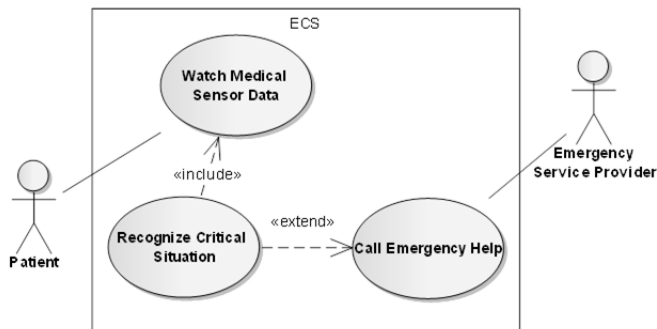 ECS
Watch Medical
Sensor Data
Emergency
Service Provider
«include»
«extend»
Patient
Recognize Critical
Situation
Call Emergency Help